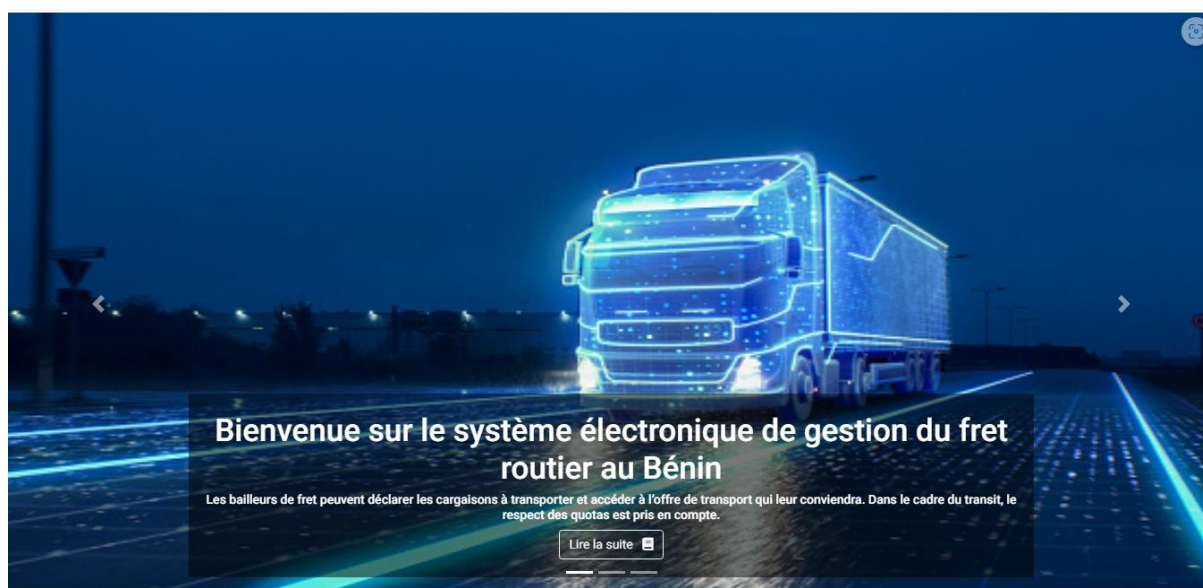 Bienvenue sur le système électronique de gestion du fret
routier au Bénin
Les bailleurs de fret peuvent déclarer les cargaisons à transporter et accéder à l'offre de transport qui leur conviendra. Dans le cadre du transit, le
respect des quotas est pris en compte.
Lire la suite